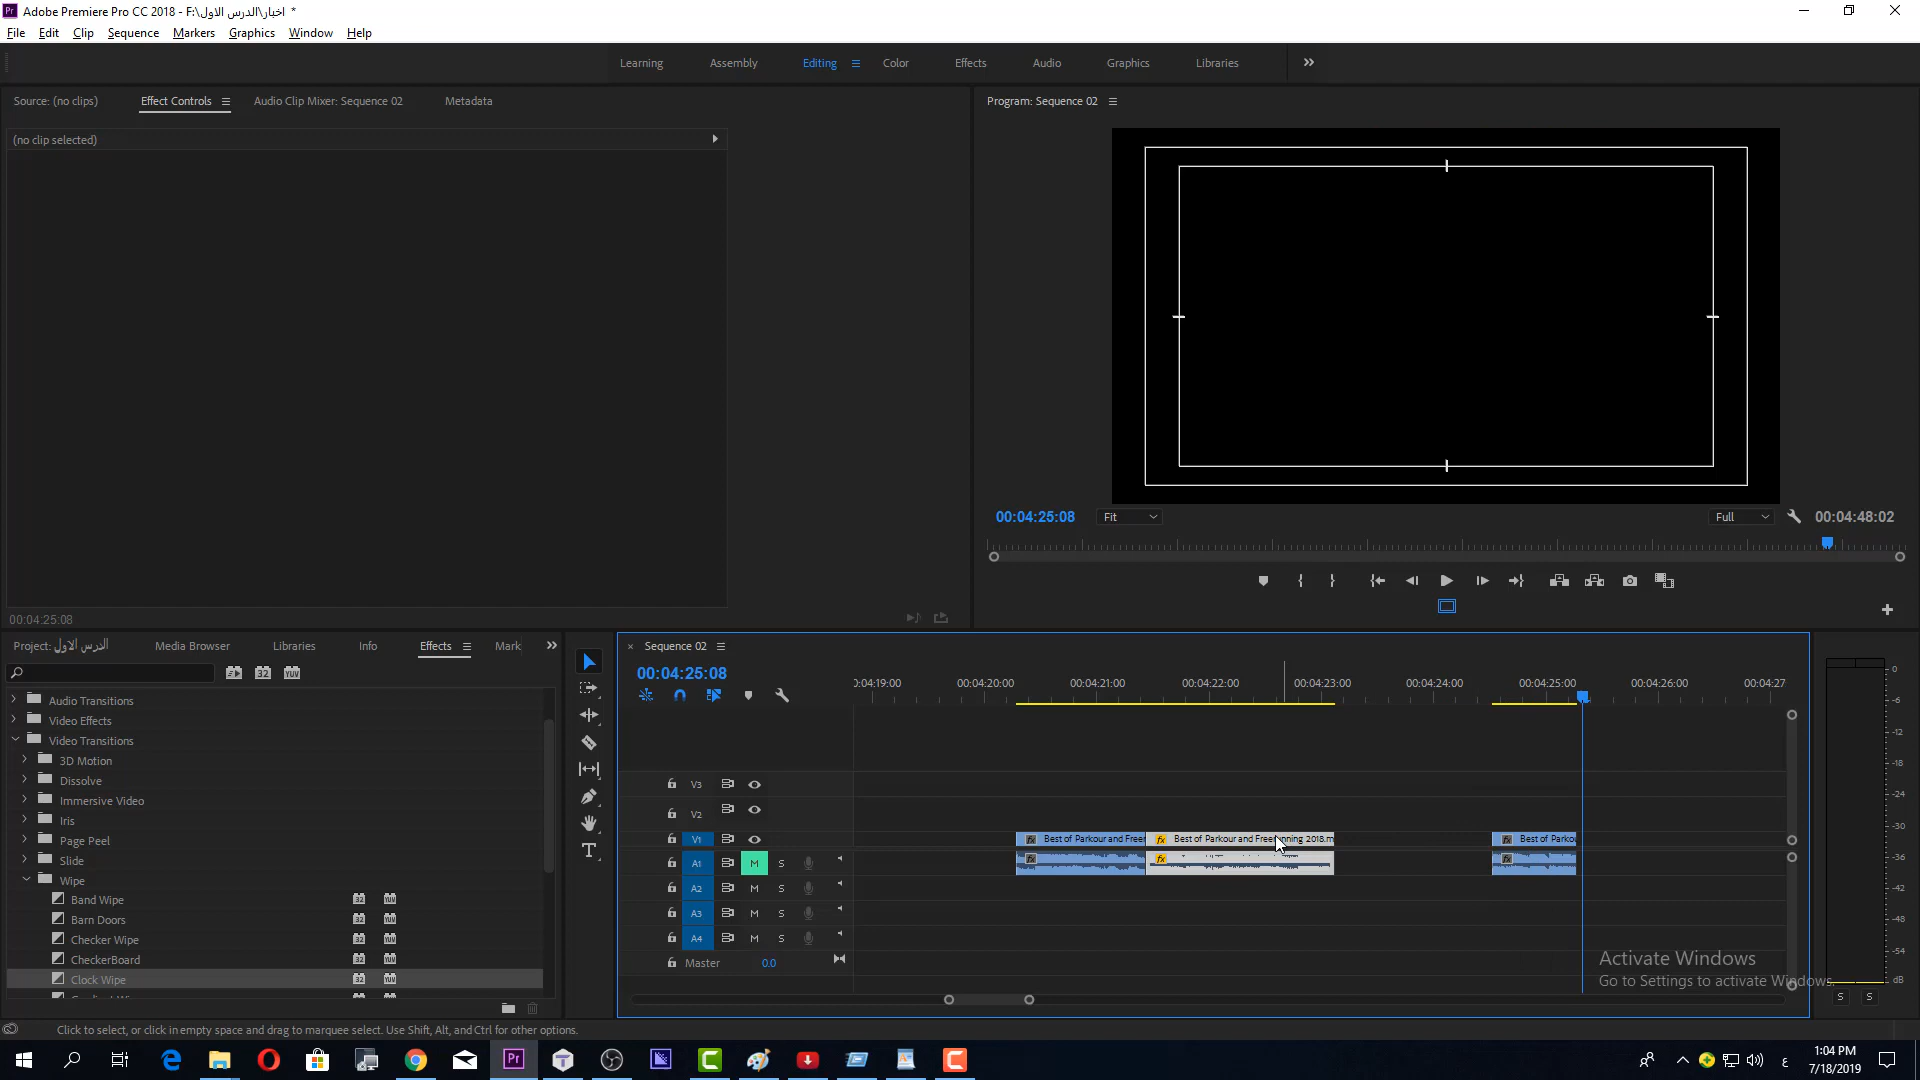 Adobe Premiere Pro CC 2018 - F:\اخبار\الدرس الاول *
File Edit Clip Sequence Markers Graphics Window Help
Learning Assembly Editing Color Effects Audio Graphics Libraries
Source: (no clips) Effect Controls Audio Clip Mixer: Sequence 02 Metadata
Program: Sequence 02
(no clip selected)
00:04:25:08 Fit Full 00:04:48:02
00:04:25:08
Project: الدرس الاول Media Browser Libraries Info Effects Mark
Sequence 02
00:04:25:08
0:04:19:00 00:04:20:00 00:04:21:00 00:04:22:00 00:04:23:00 00:04:24:00 00:04:25:00 00:04:26:00 00:04:27
Audio Transitions
Video Effects
Video Transitions
3D Motion
Dissolve
Immersive Video
Iris
Page Peel
Slide
Wipe
Band Wipe
Barn Doors
Checker Wipe
CheckerBoard
Clock Wipe
V3
V2
V1 Best of Parkour and Freer Best of Parkour and Freerunning 2018.m Best of Parkou
A1 M S
A2 M S
A3 M S
A4 M S
Master 0.0
0
-6
-12
-18
-24
-30
-36
-42
-48
-54
dB
S S
Activate Windows
Go to Settings to activate Windows.
Click to select, or click in empty space and drag to marquee select. Use Shift, Alt, and Ctrl for other options.
ع
1:04 PM
7/18/2019